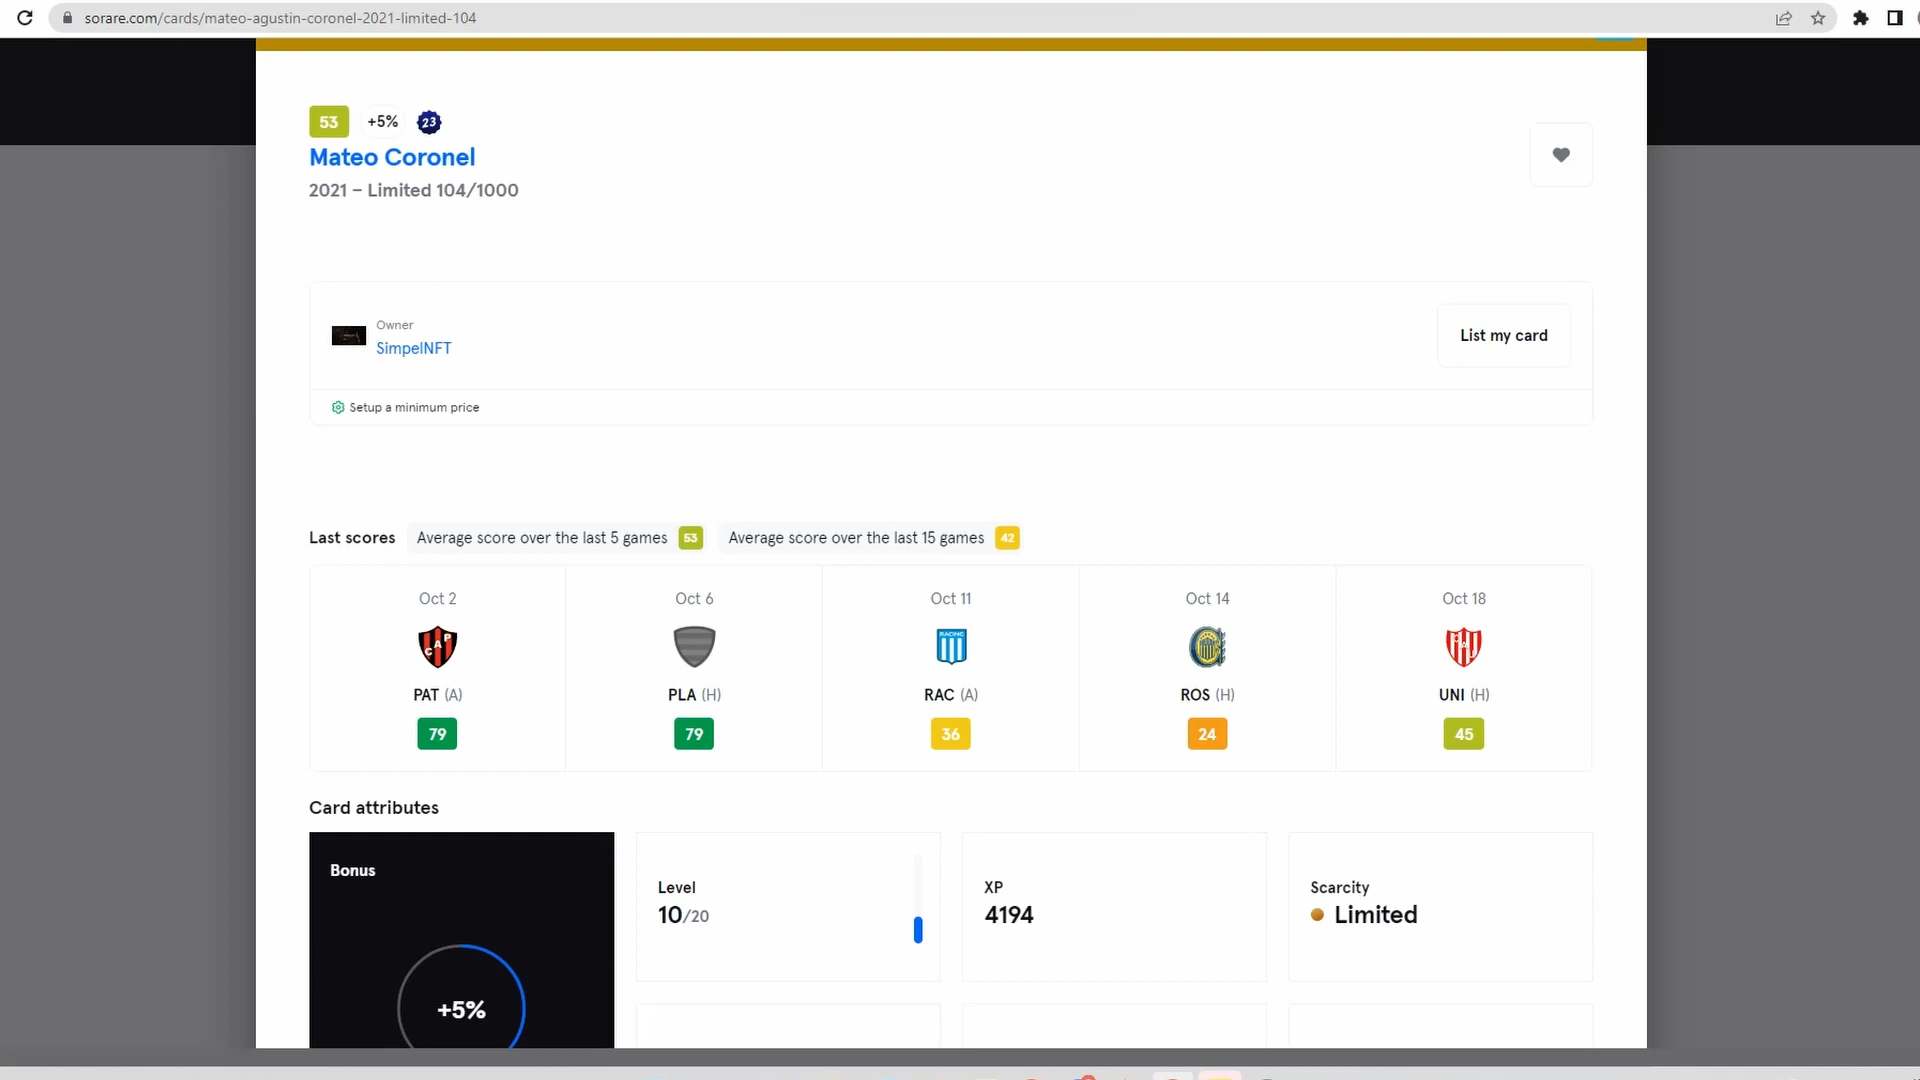 sorare.com/cards/mateo-agustin-coronel-2021-limited-104
53 +5% 23
Mateo Coronel
2021 – Limited 104/1000
Owner
SimpelNFT
List my card
Setup a minimum price
Last scores Average score over the last 5 games 53 Average score over the last 15 games 42
Oct 2 Oct 6 Oct 11 Oct 14 Oct 18
CAP RACING
PAT (A) PLA (H) RAC (A) ROS (H) UNI (H)
79 79 36 24 45
Card attributes
Bonus
Level XP Scarcity
10/20 4194 Limited
+5%